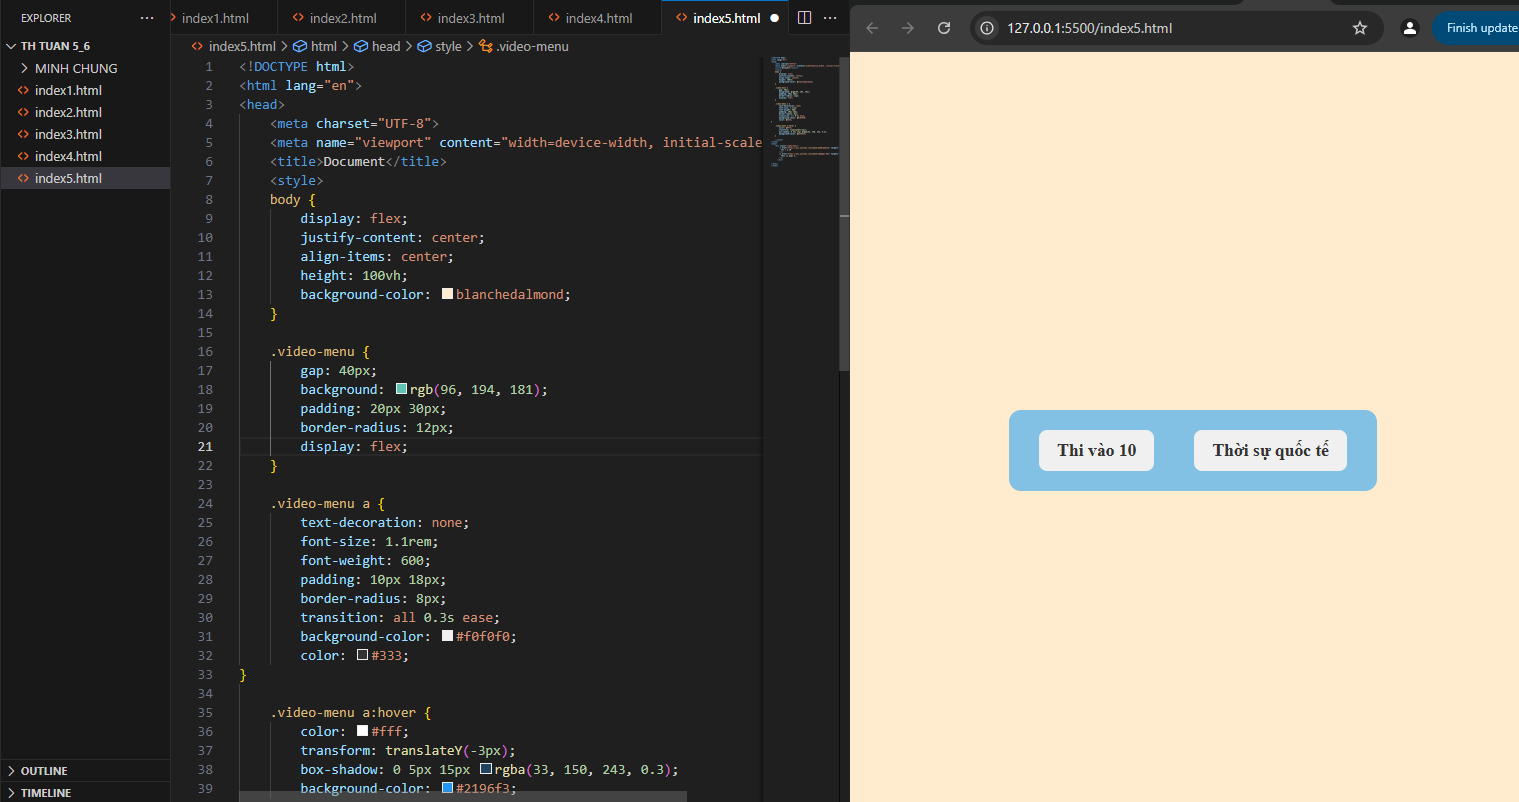 EXPLORER ···
TH TUAN 5_6
MINH CHUNG
index1.html
index2.html
index3.html
index4.html
index5.html
OUTLINE
TIMELINE
index1.html index2.html index3.html index4.html index5.html ···
index5.html > html > head > style > .video-menu
1 <!DOCTYPE html>
2 <html lang="en">
3 <head>
4 <meta charset="UTF-8">
5 <meta name="viewport" content="width=device-width, initial-scale
6 <title>Document</title>
7 <style>
8 body {
9 display: flex;
10 justify-content: center;
11 align-items: center;
12 height: 100vh;
13 background-color: blanchedalmond;
14 }
15
16 .video-menu {
17 gap: 40px;
18 background: rgb(96, 194, 181);
19 padding: 20px 30px;
20 border-radius: 12px;
21 display: flex;
22 }
23
24 .video-menu a {
25 text-decoration: none;
26 font-size: 1.1rem;
27 font-weight: 600;
28 padding: 10px 18px;
29 border-radius: 8px;
30 transition: all 0.3s ease;
31 background-color: #f0f0f0;
32 color: #333;
33 }
34
35 .video-menu a:hover {
36 color: #fff;
37 transform: translateY(-3px);
38 box-shadow: 0 5px 15px rgba(33, 150, 243, 0.3);
39 background-color: #2196f3;
127.0.0.1:5500/index5.html
Finish update
Thi vào 10
Thời sự quốc tế